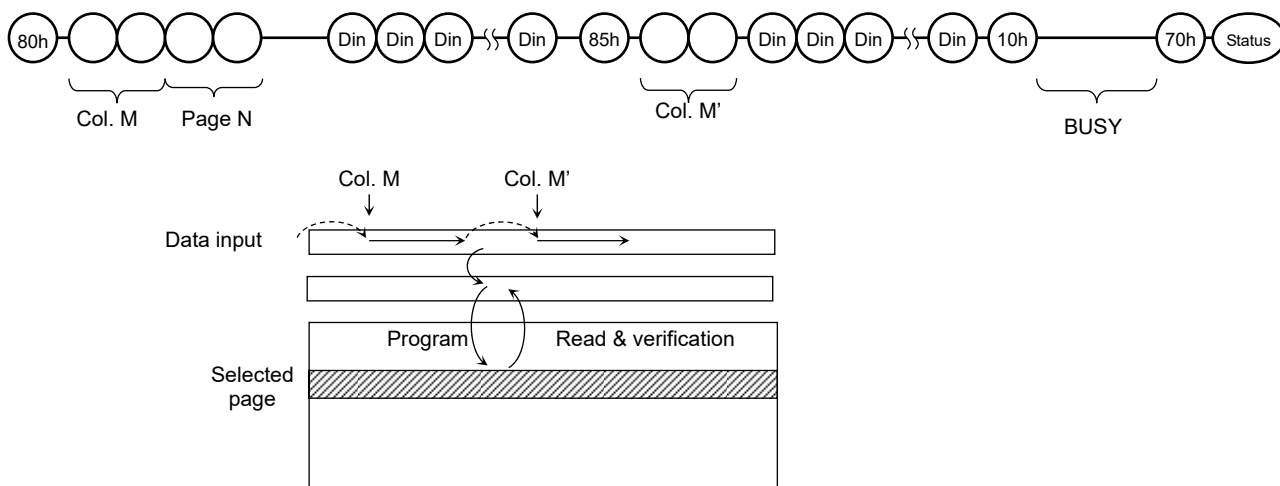 80h Din Din Din Din 85h Din Din Din Din 10h 70h Status
Col. M Page N Col. M’ BUSY
Col. M Col. M’
Data input
Program Read & verification
Selected
page